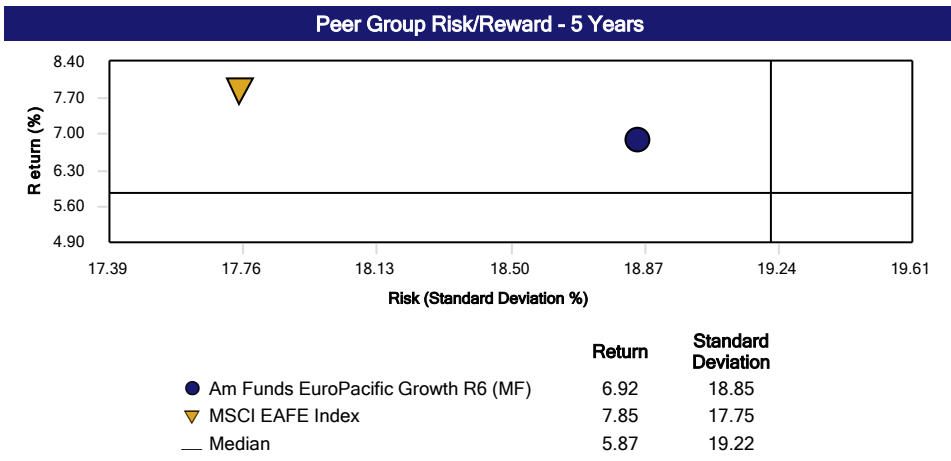 Peer Group Risk/Reward - 5 Years
8.40
7.70
7.00
6.30
5.60
4.90
Return (%)
17.39 17.76 18.13 18.50 18.87 19.24 19.61
Risk (Standard Deviation %)
Return Standard Deviation
Am Funds EuroPacific Growth R6 (MF) 6.92 18.85
MSCI EAFE Index 7.85 17.75
Median 5.87 19.22